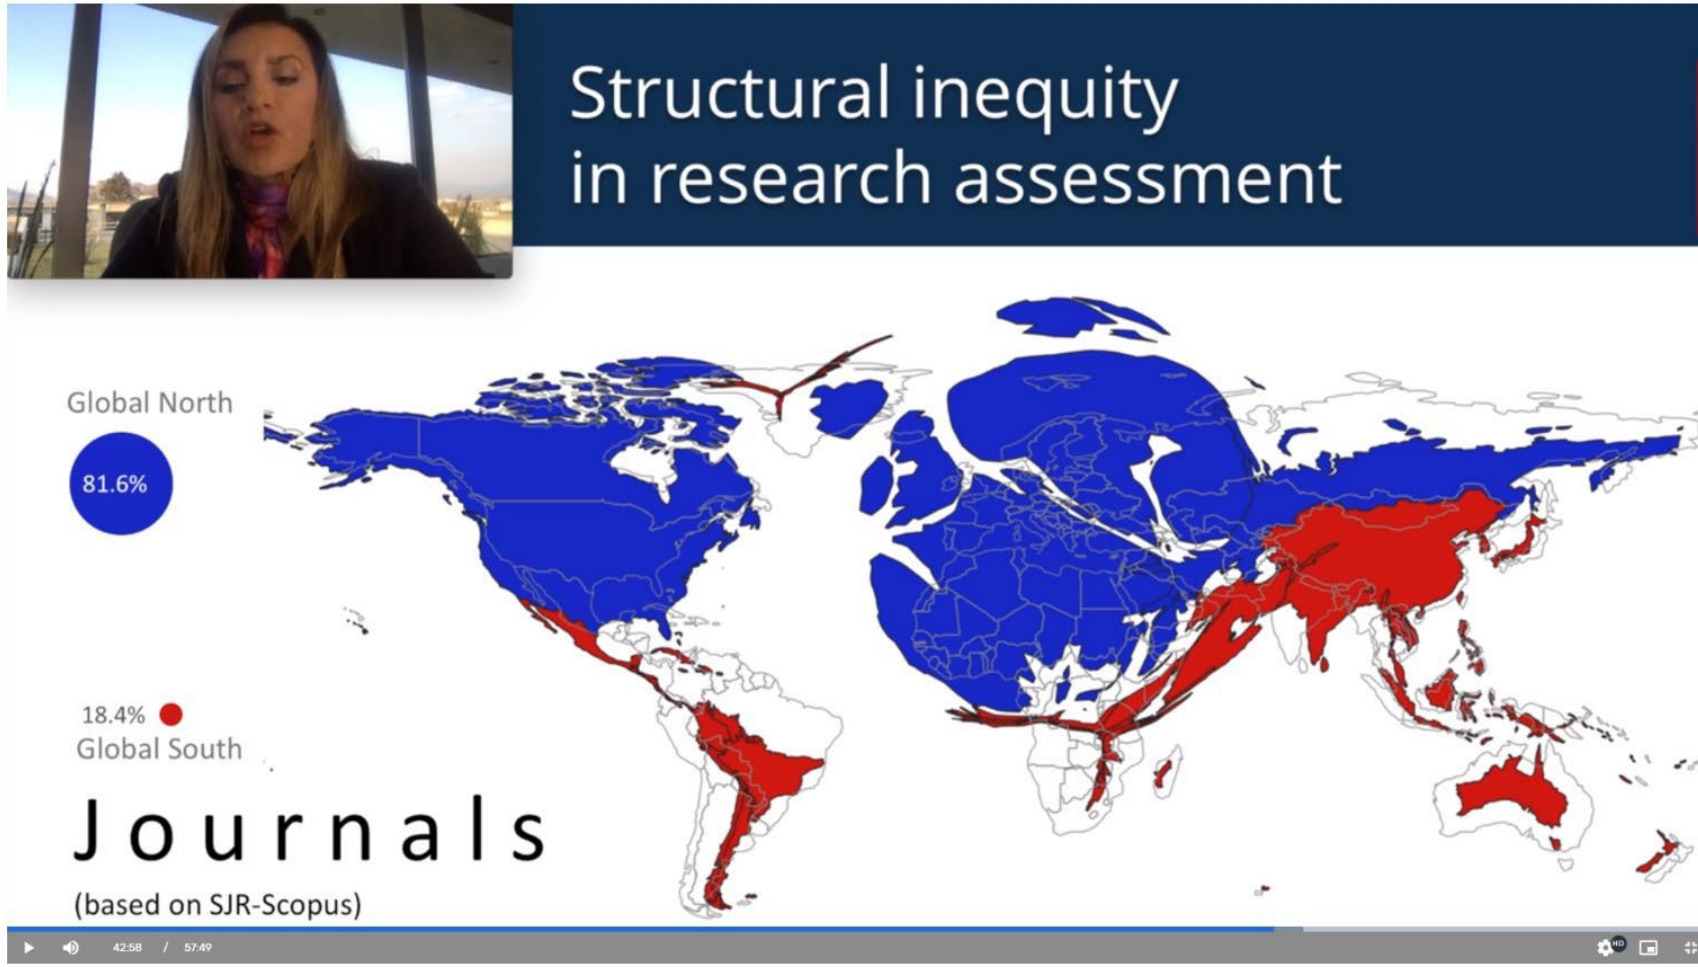 Structural inequity
in research assessment
Global North
81.6%
18.4%
Global South
Journals
(based on SJR-Scopus)
42:58 / 57:49
HD